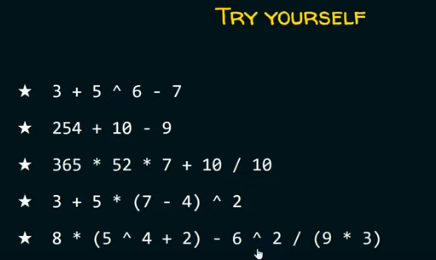 TRY YOURSELF
★ 3 + 5 ^ 6 - 7
★ 254 + 10 - 9
★ 365 * 52 * 7 + 10 / 10
★ 3 + 5 * (7 - 4) ^ 2
★ 8 * (5 ^ 4 + 2) - 6 ^ 2 / (9 * 3)